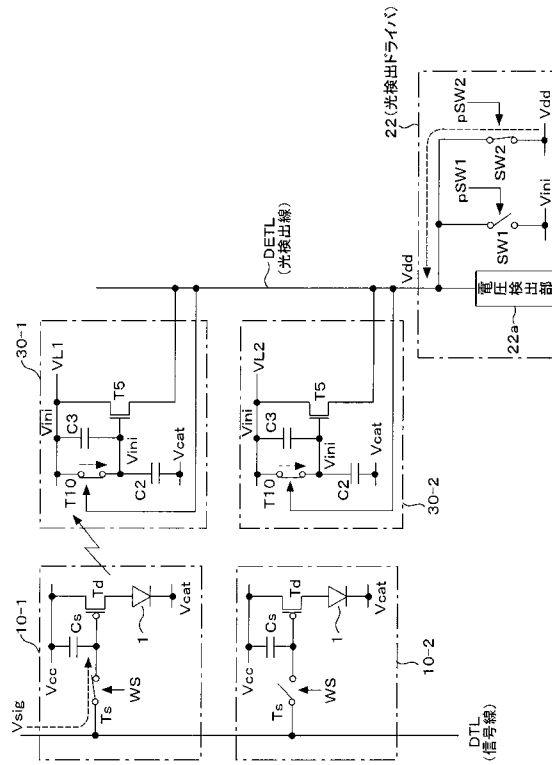 Vsig
10-1
Vcc
Cs
Td
Ts
WS
1
Vcat
30-1
Vini
VL1
C3
T10
T5
Vini
C2
Vcat
DETL
(光検出線)
Vdd
10-2
Vcc
Cs
Td
Ts
WS
1
Vcat
DTL
(信号線)
30-2
VL2
C3
T10
T5
Vini
C2
Vcat
22(光検出ドライバ)
pSW1
pSW2
SW1
SW2
Vini
Vdd
電圧検出部
22a